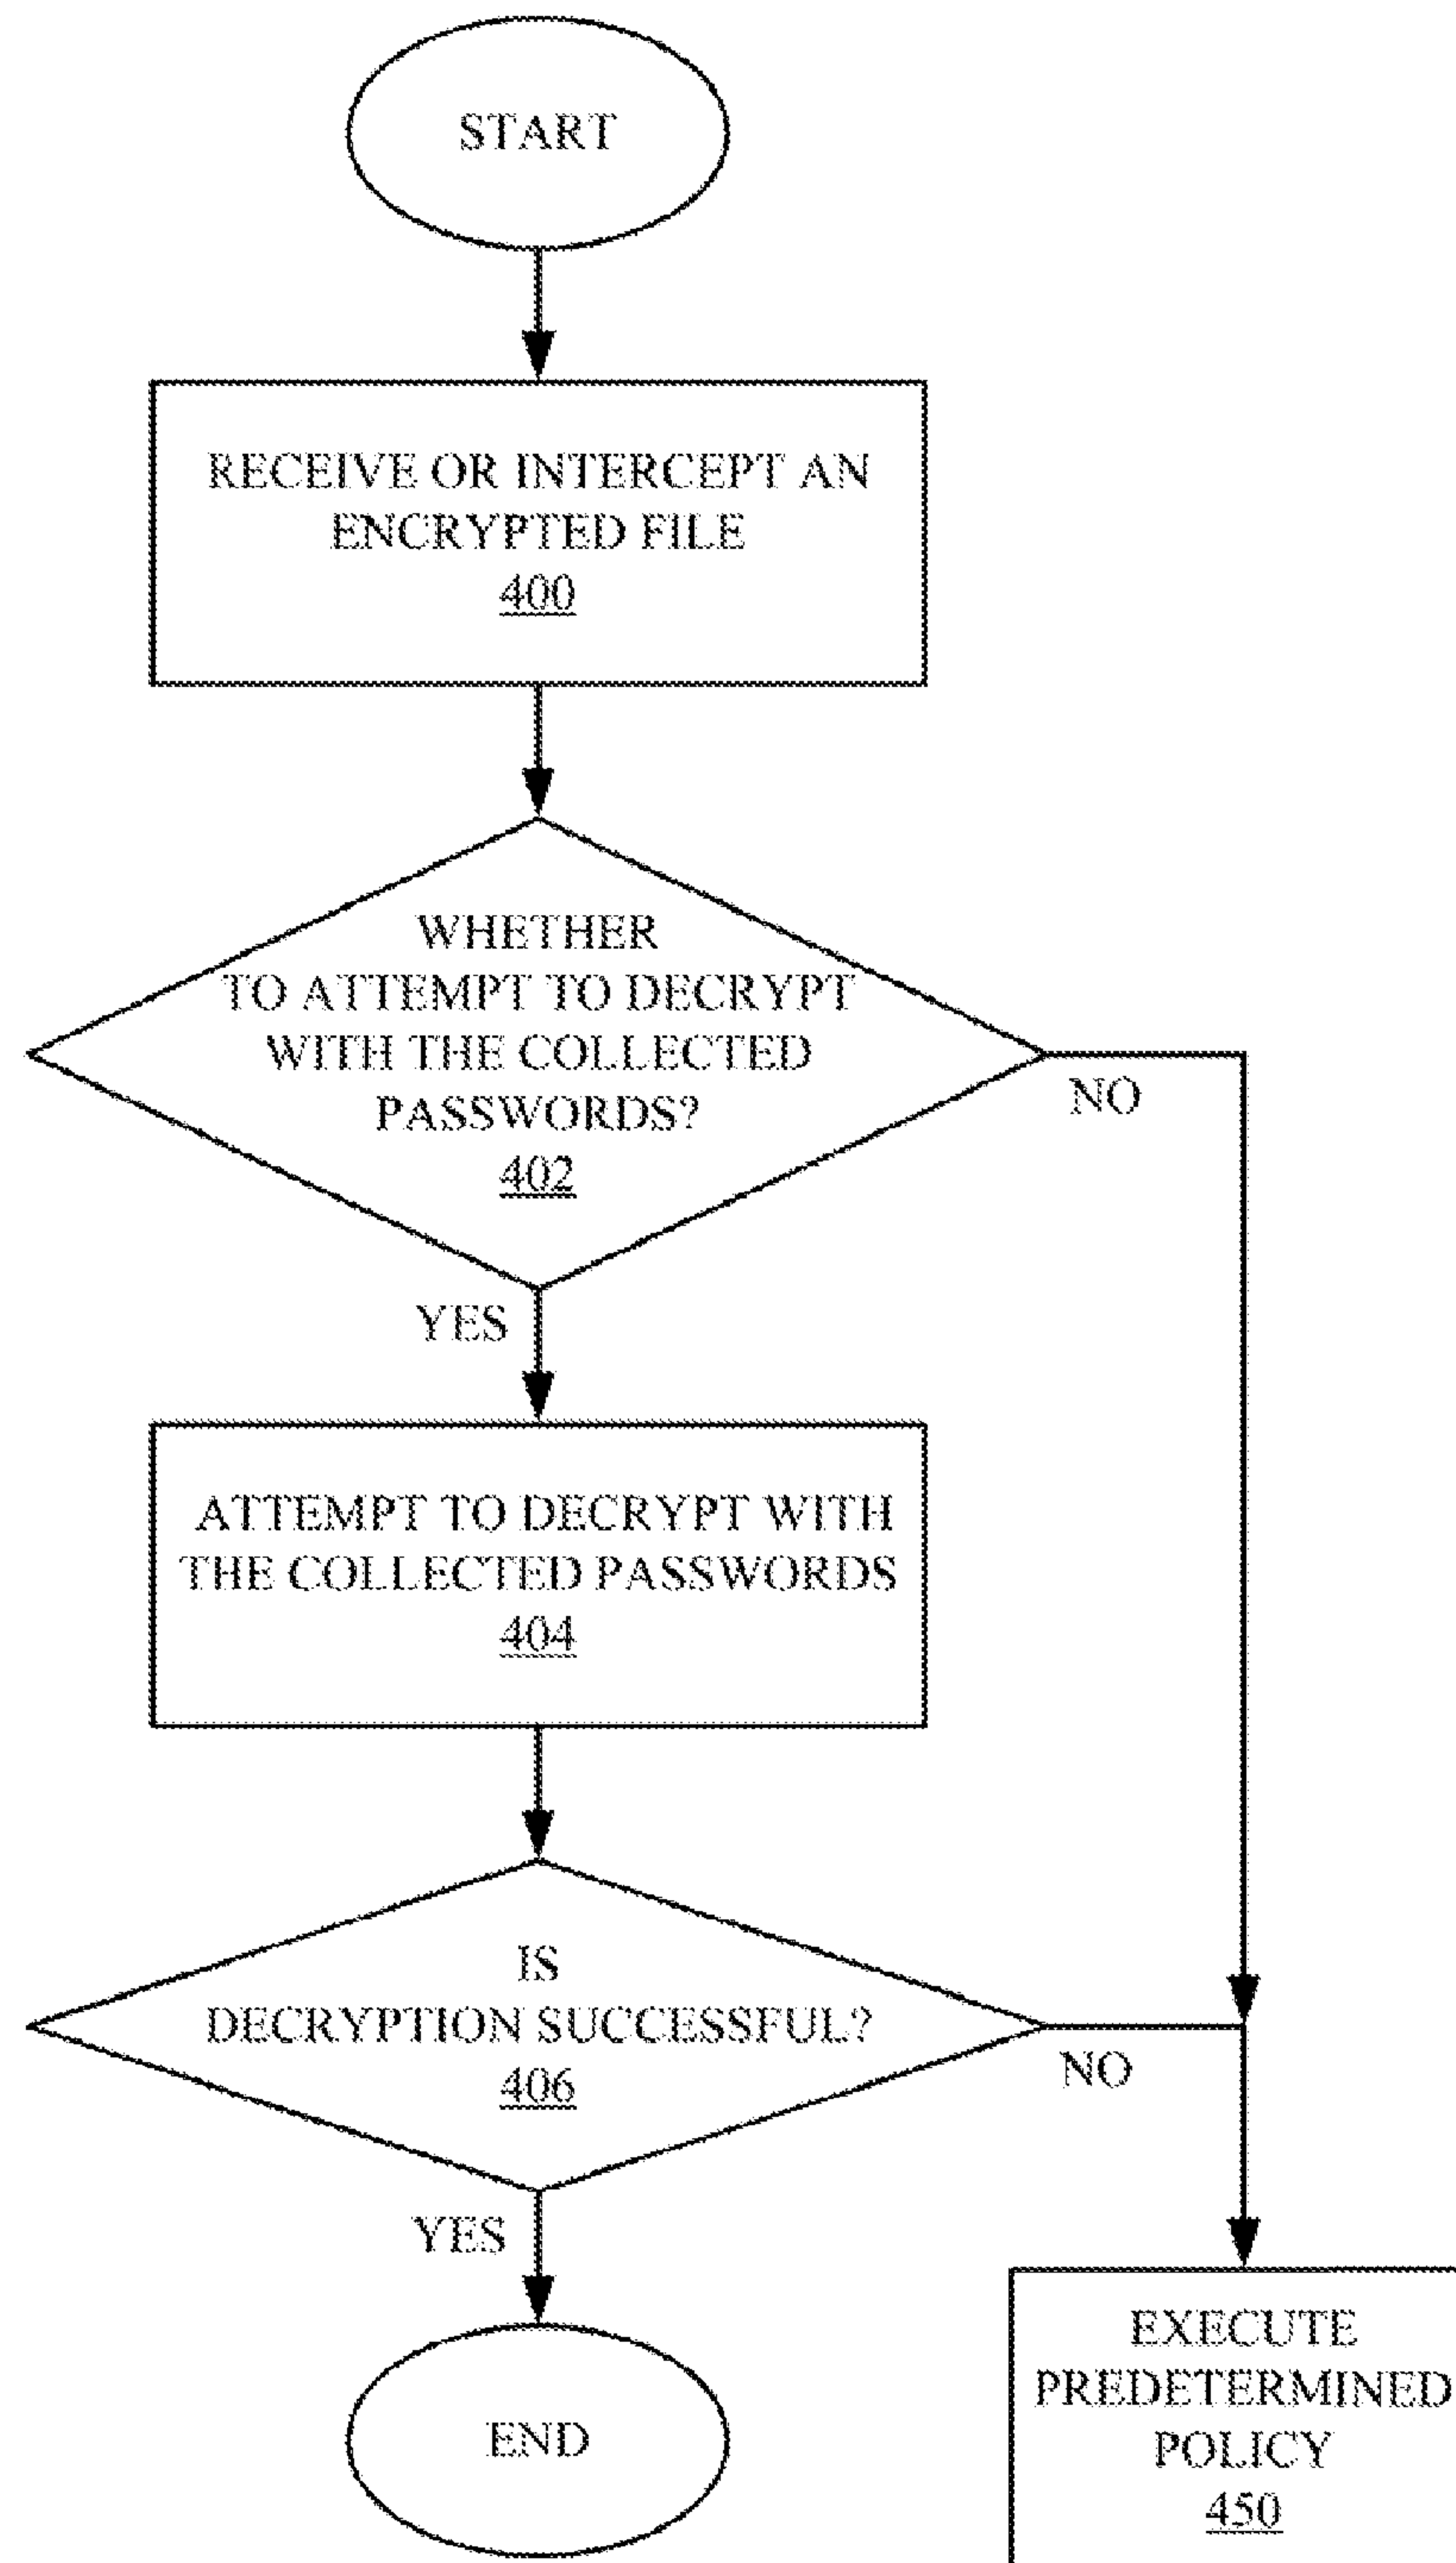 START
RECEIVE OR INTERCEPT AN
ENCRYPTED FILE
400
WHETHER
TO ATTEMPT TO DECRYPT
WITH THE COLLECTED
PASSWORDS?
402
NO
YES
ATTEMPT TO DECRYPT WITH
THE COLLECTED PASSWORDS
404
IS
DECRYPTION SUCCESSFUL?
406
NO
YES
END
EXECUTE
PREDETERMINED
POLICY
450